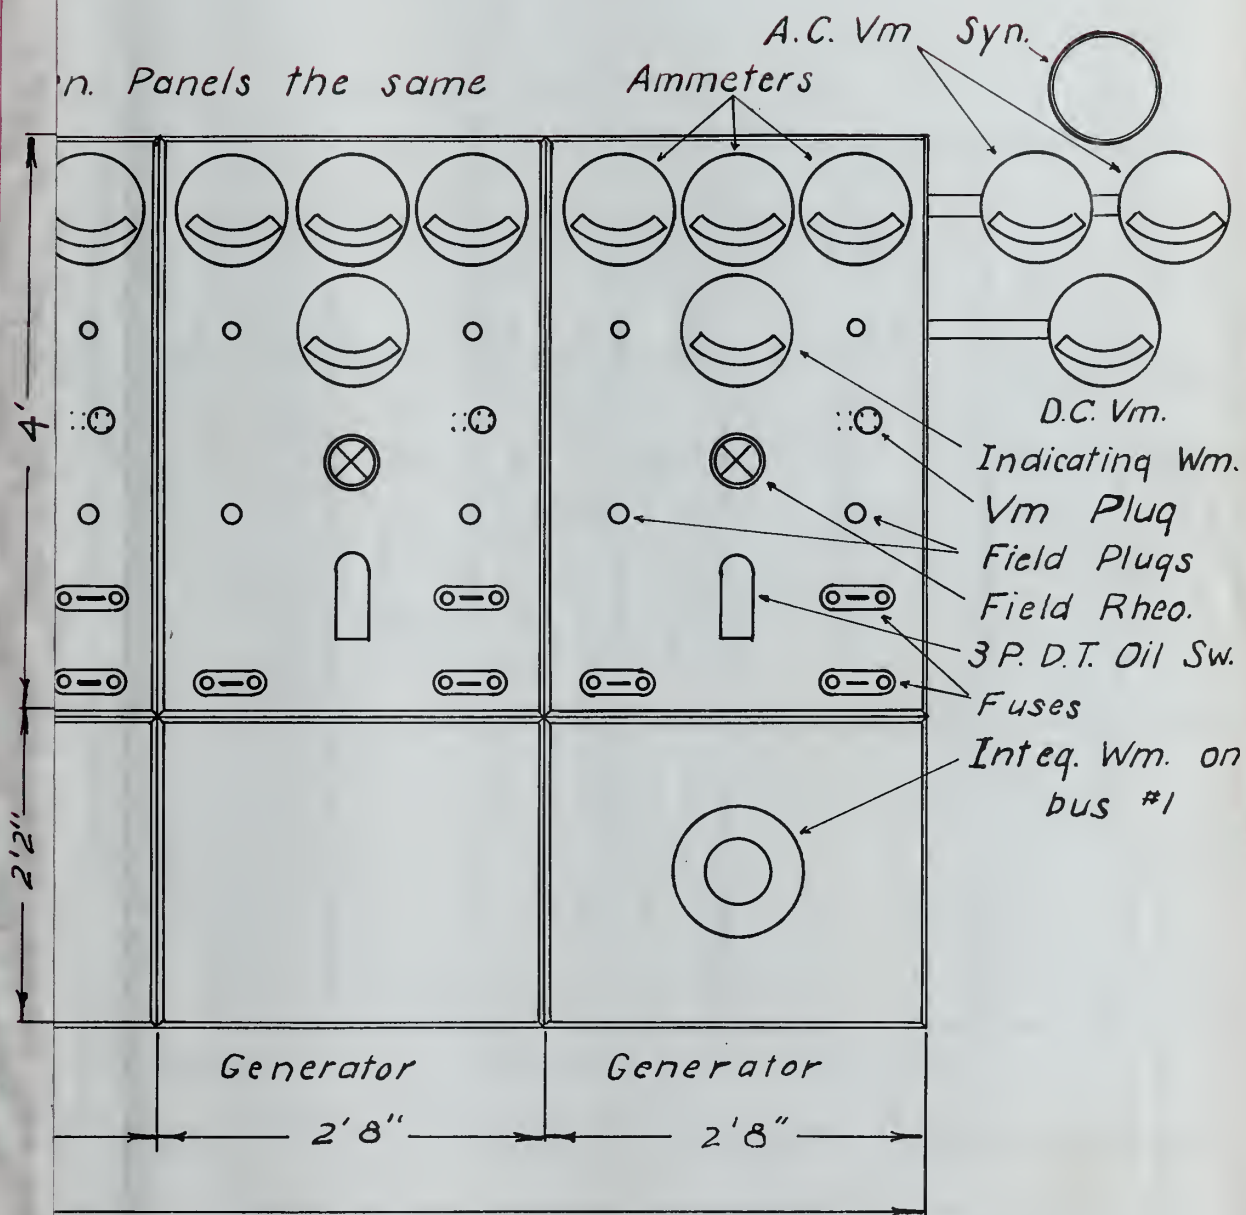 A.C. Vm Syn.
n. Panels the same
Ammeters
4'
D.C. Vm.
Indicating Wm.
Vm Plug
Field Plugs
Field Rheo.
3 P. D.T. Oil Sw.
Fuses
Integ. Wm. on
bus #1
2'2"
Generator
Generator
2'8"
2'8"